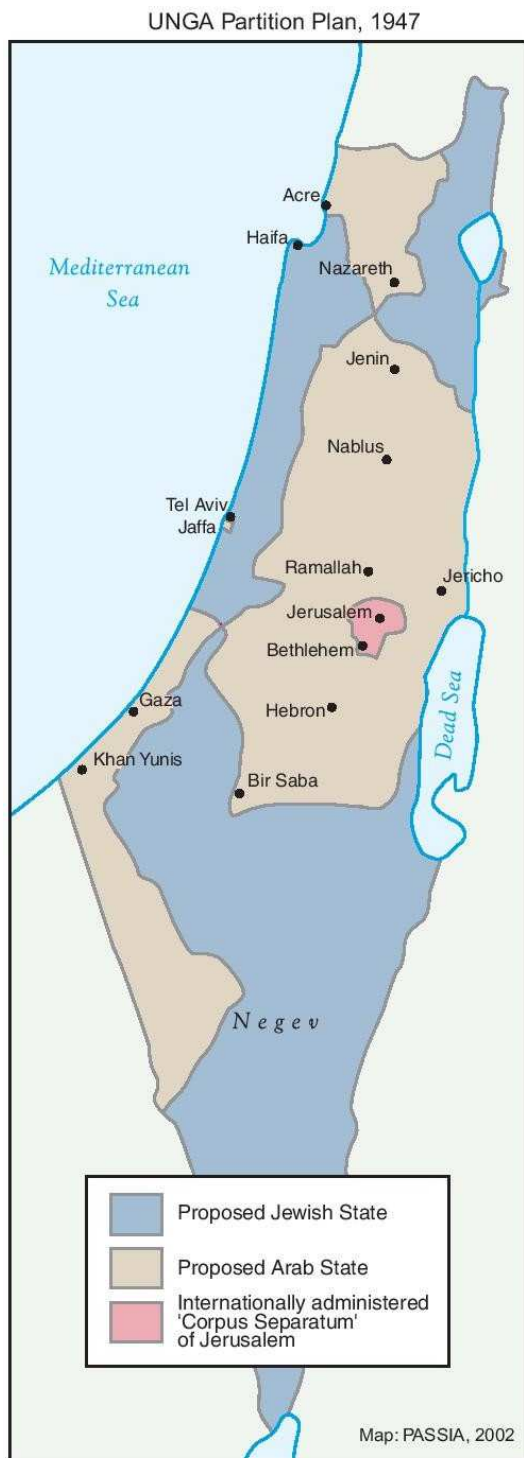 UNGA Partition Plan, 1947
Acre
Haifa
Mediterranean
Sea
Nazareth
Jenin
Nablus
Tel Aviv
Jaffa
Ramallah
Jericho
Jerusalem
Bethlehem
Dead Sea
Gaza
Hebron
Khan Yunis
Bir Saba
Negev
Proposed Jewish State
Proposed Arab State
Internationally administered
'Corpus Separatum'
of Jerusalem
Map: PASSIA, 2002